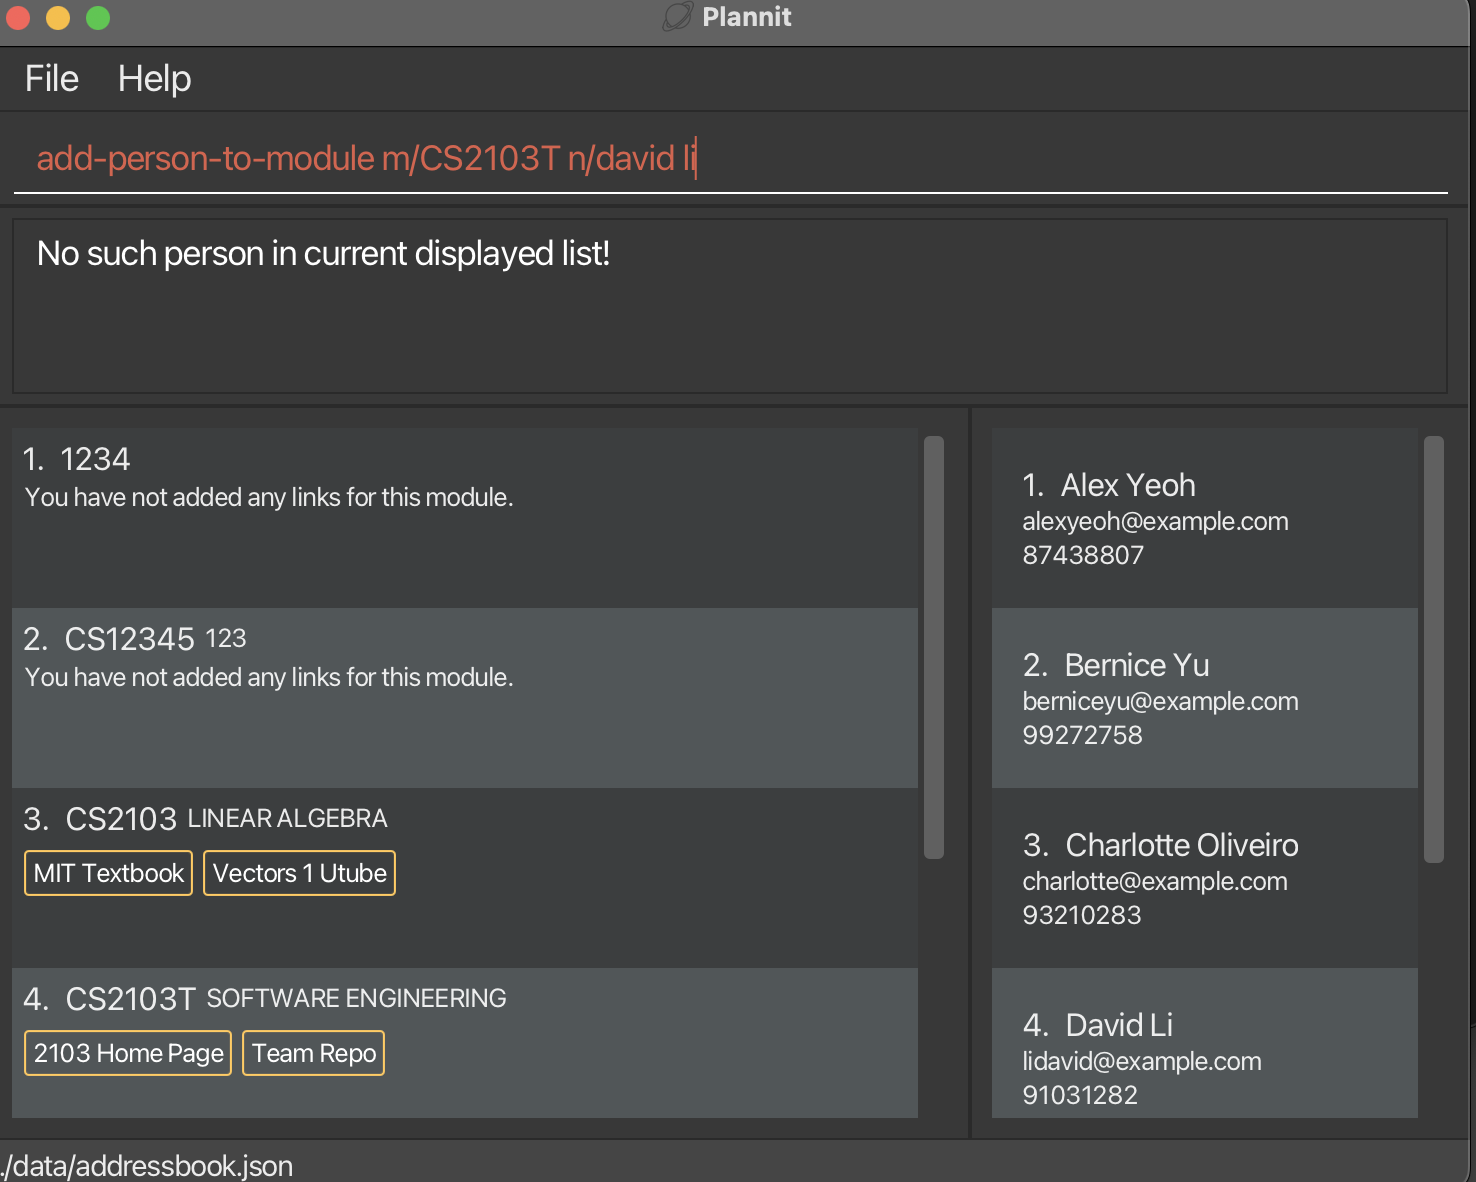 Plannit
File Help
add-person-to-module m/CS2103T n/david li
No such person in current displayed list!
1. 1234
You have not added any links for this module.
2. CS12345 123
You have not added any links for this module.
3. CS2103 LINEAR ALGEBRA
MIT Textbook Vectors 1 Utube
4. CS2103T SOFTWARE ENGINEERING
2103 Home Page Team Repo
1. Alex Yeoh
alexyeoh@example.com
87438807
2. Bernice Yu
berniceyu@example.com
99272758
3. Charlotte Oliveiro
charlotte@example.com
93210283
4. David Li
lidavid@example.com
91031282
./data/addressbook.json